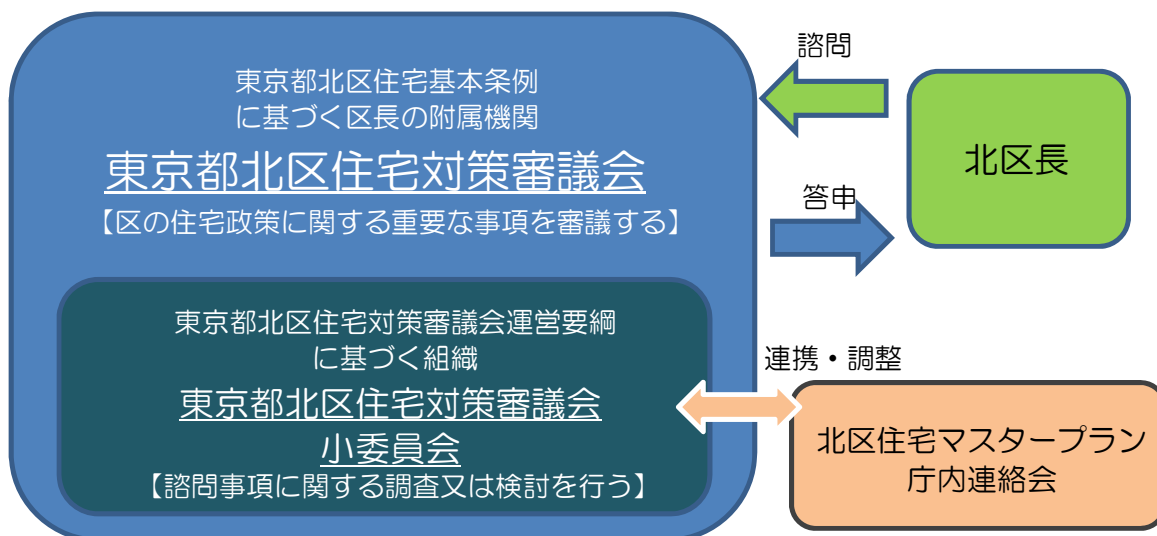 東京都北区住宅基本条例
に基づく区長の附属機関
東京都北区住宅対策審議会
【区の住宅政策に関する重要な事項を審議する】
東京都北区住宅対策審議会運営要綱
に基づく組織
東京都北区住宅対策審議会
小委員会
【諮問事項に関する調査又は検討を行う】
諮問
北区長
答申
連携・調整
北区住宅マスタープラン
庁内連絡会